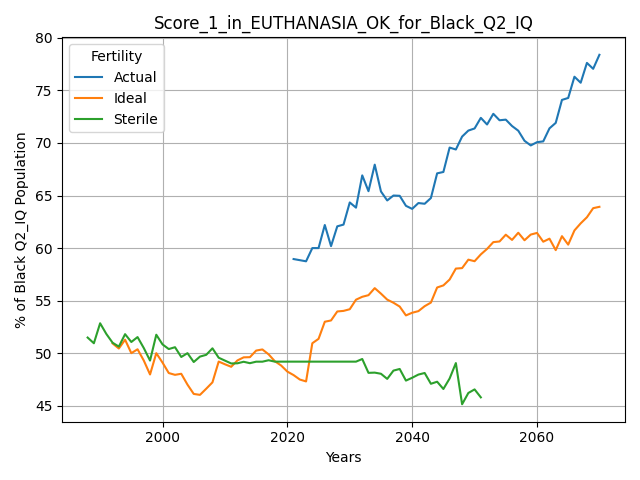 Score_1_in_EUTHANASIA_OK_for_Black_Q2_IQ
Fertility
Actual
Ideal
Sterile
% of Black Q2_IQ Population
80
75
70
65
60
55
50
45
2000
2020
2040
2060
Years